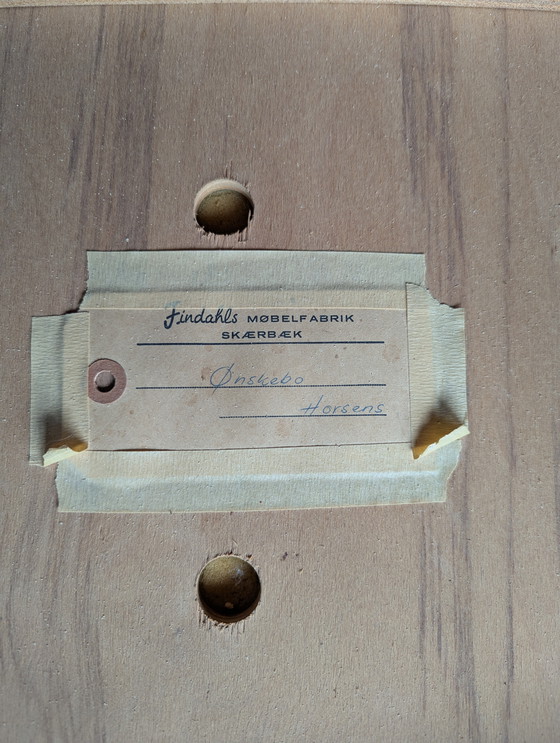 Findahls MØBELFABRIK
SKÆRBÆK
Ønskebo
Horsens